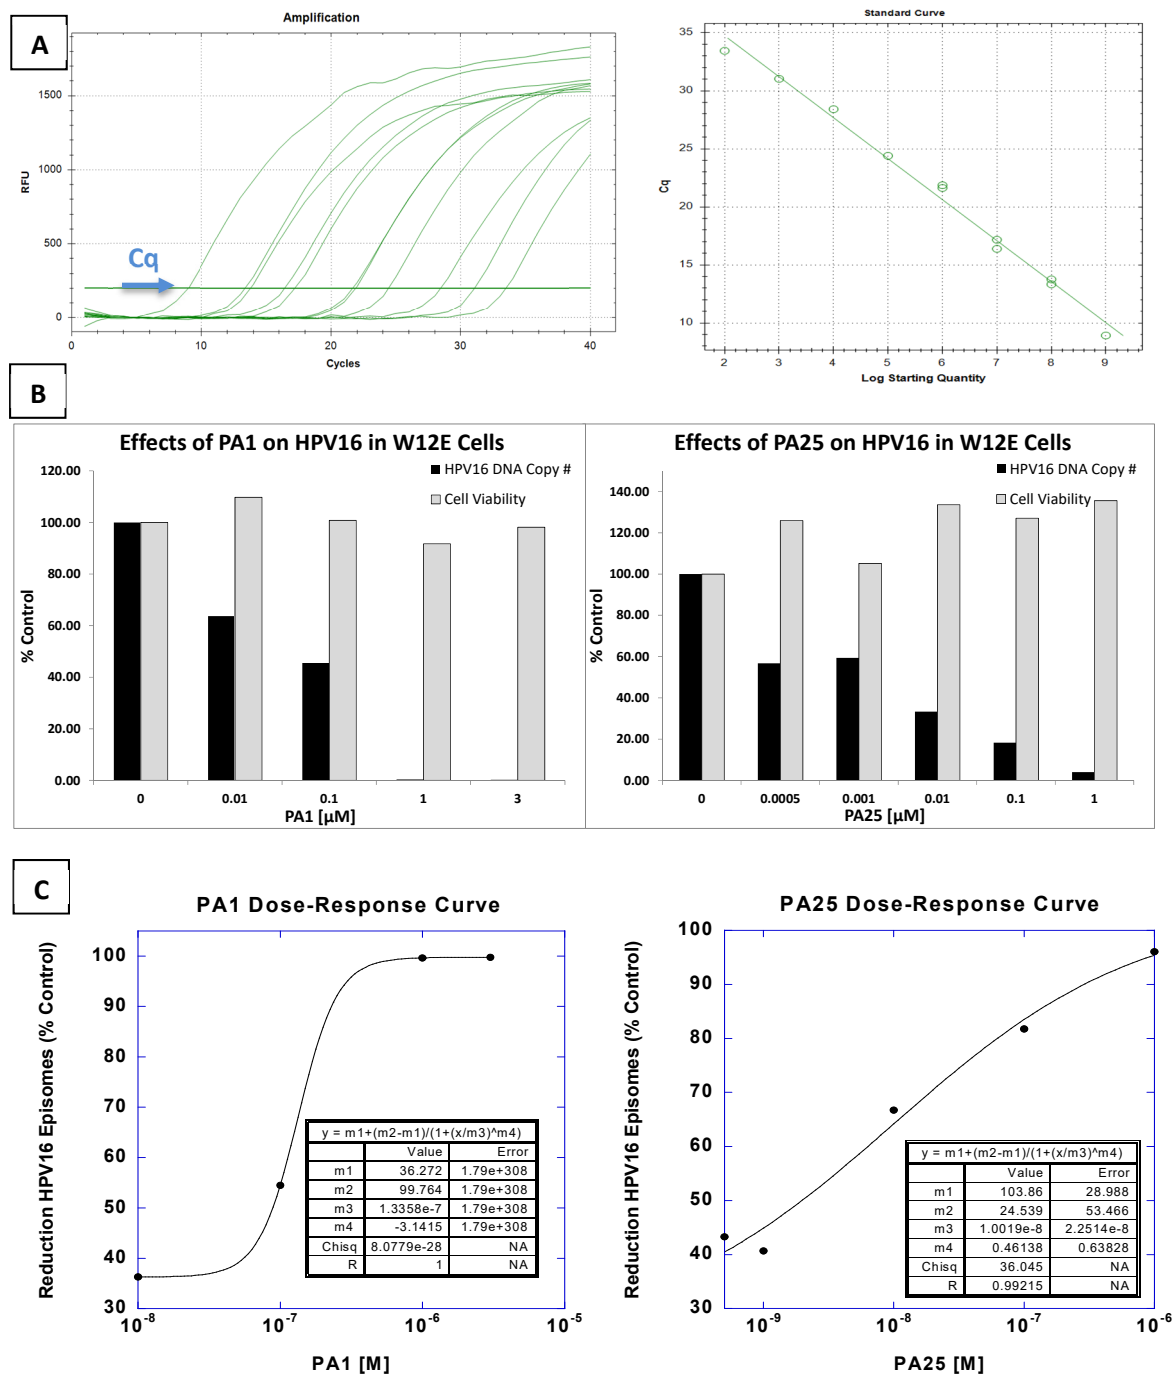 A
Amplification
1500
1000
500
0
RFU
Cq
0
10
20
30
40
Cycles
Standard Curve
35
30
25
20
15
10
Cq
2
3
4
5
6
7
8
9
Log Starting Quantity
B
Effects of PA1 on HPV16 in W12E Cells
HPV16 DNA Copy #
Cell Viability
120.00
100.00
80.00
60.00
40.00
20.00
0.00
% Control
0
0.01
0.1
1
3
PA1 [µM]
Effects of PA25 on HPV16 in W12E Cells
HPV16 DNA Copy #
Cell Viability
140.00
120.00
100.00
80.00
60.00
40.00
20.00
0.00
% Control
0
0.0005
0.001
0.01
0.1
1
PA25 [µM]
C
PA1 Dose-Response Curve
Reduction HPV16 Episomes (% Control)
100
90
80
70
60
50
40
30
y = m1+(m2-m1)/(1+(x/m3)^m4)
Value Error
m1 36.272 1.79e+308
m2 99.764 1.79e+308
m3 1.3358e-7 1.79e+308
m4 -3.1415 1.79e+308
Chisq 8.0779e-28 NA
R 1 NA
10-8
10-7
10-6
10-5
PA1 [M]
PA25 Dose-Response Curve
Reduction HPV16 Episomes (% Control)
100
90
80
70
60
50
40
30
y = m1+(m2-m1)/(1+(x/m3)^m4)
Value Error
m1 103.86 28.988
m2 24.539 53.466
m3 1.0019e-8 2.2514e-8
m4 0.46138 0.63828
Chisq 36.045 NA
R 0.99215 NA
10-9
10-8
10-7
10-6
PA25 [M]